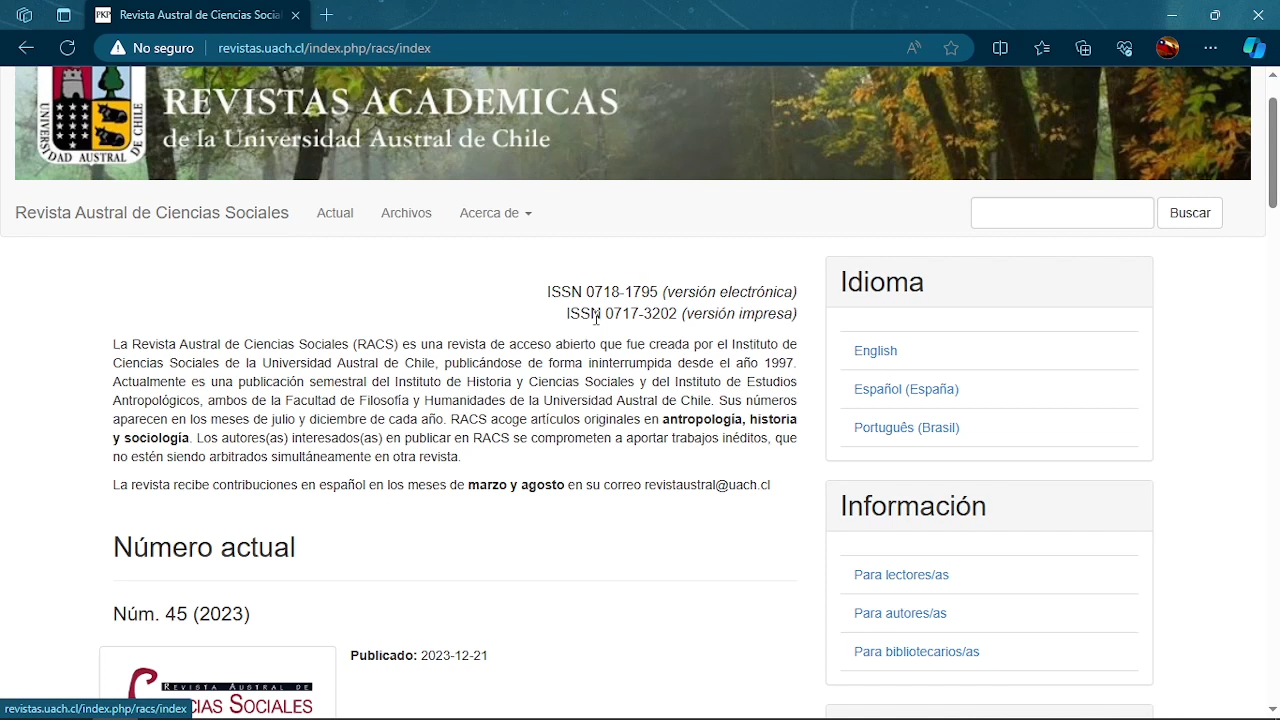 Revista Austral de Ciencias Socia
No seguro
revistas.uach.cl/index.php/racs/index
REVISTAS ACADEMICAS
de la Universidad Austral de Chile
UNIVERSIDAD AUSTRAL DE CHILE
Revista Austral de Ciencias Sociales
Actual
Archivos
Acerca de
Buscar
ISSN 0718-1795 (versión electrónica)
ISSN 0717-3202 (versión impresa)
La Revista Austral de Ciencias Sociales (RACS) es una revista de acceso abierto que fue creada por el Instituto de
Ciencias Sociales de la Universidad Austral de Chile, publicándose de forma ininterrumpida desde el año 1997.
Actualmente es una publicación semestral del Instituto de Historia y Ciencias Sociales y del Instituto de Estudios
Antropológicos, ambos de la Facultad de Filosofía y Humanidades de la Universidad Austral de Chile. Sus números
aparecen en los meses de julio y diciembre de cada año. RACS acoge artículos originales en antropología, historia
y sociología. Los autores(as) interesados(as) en publicar en RACS se comprometen a aportar trabajos inéditos, que
no estén siendo arbitrados simultáneamente en otra revista.
La revista recibe contribuciones en español en los meses de marzo y agosto en su correo revistaustral@uach.cl
Número actual
Núm. 45 (2023)
Publicado: 2023-12-21
REVISTA AUSTRAL DE
CIAS SOCIALES
Idioma
English
Español (España)
Português (Brasil)
Información
Para lectores/as
Para autores/as
Para bibliotecarios/as
revistas.uach.cl/index.php/racs/index